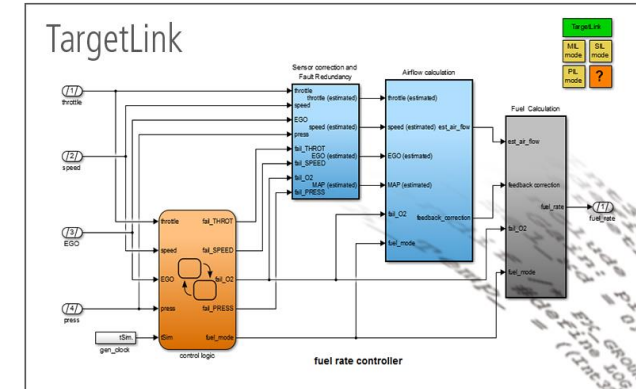 TargetLink
TargetLink
MIL mode
SIL mode
PIL mode
?
Sensor correction and
Fault Redundancy
Airflow calculation
Fuel Calculation
/1/
throttle
/2/
speed
/3/
EGO
/4/
press
tSim
gen_clock
throttle
speed
EGO
press
fail_THROT
fail_SPEED
fail_O2
fail_PRESS
throttle (estimated)
speed (estimated)
EGO (estimated)
MAP (estimated)
throttle (estimated)
speed (estimated)
EGO (estimated)
MAP (estimated)
fail_O2
fuel_mode
est_air_flow
feedback_correction
est_air_flow
feedback correction
fail_O2
fuel_mode
fuel_rate
/1/
fuel_rate
throttle
speed
EGO
press
tSim
fail_THROT
fail_SPEED
fail_O2
fail_PRESS
fuel_mode
control logic
fuel rate controller